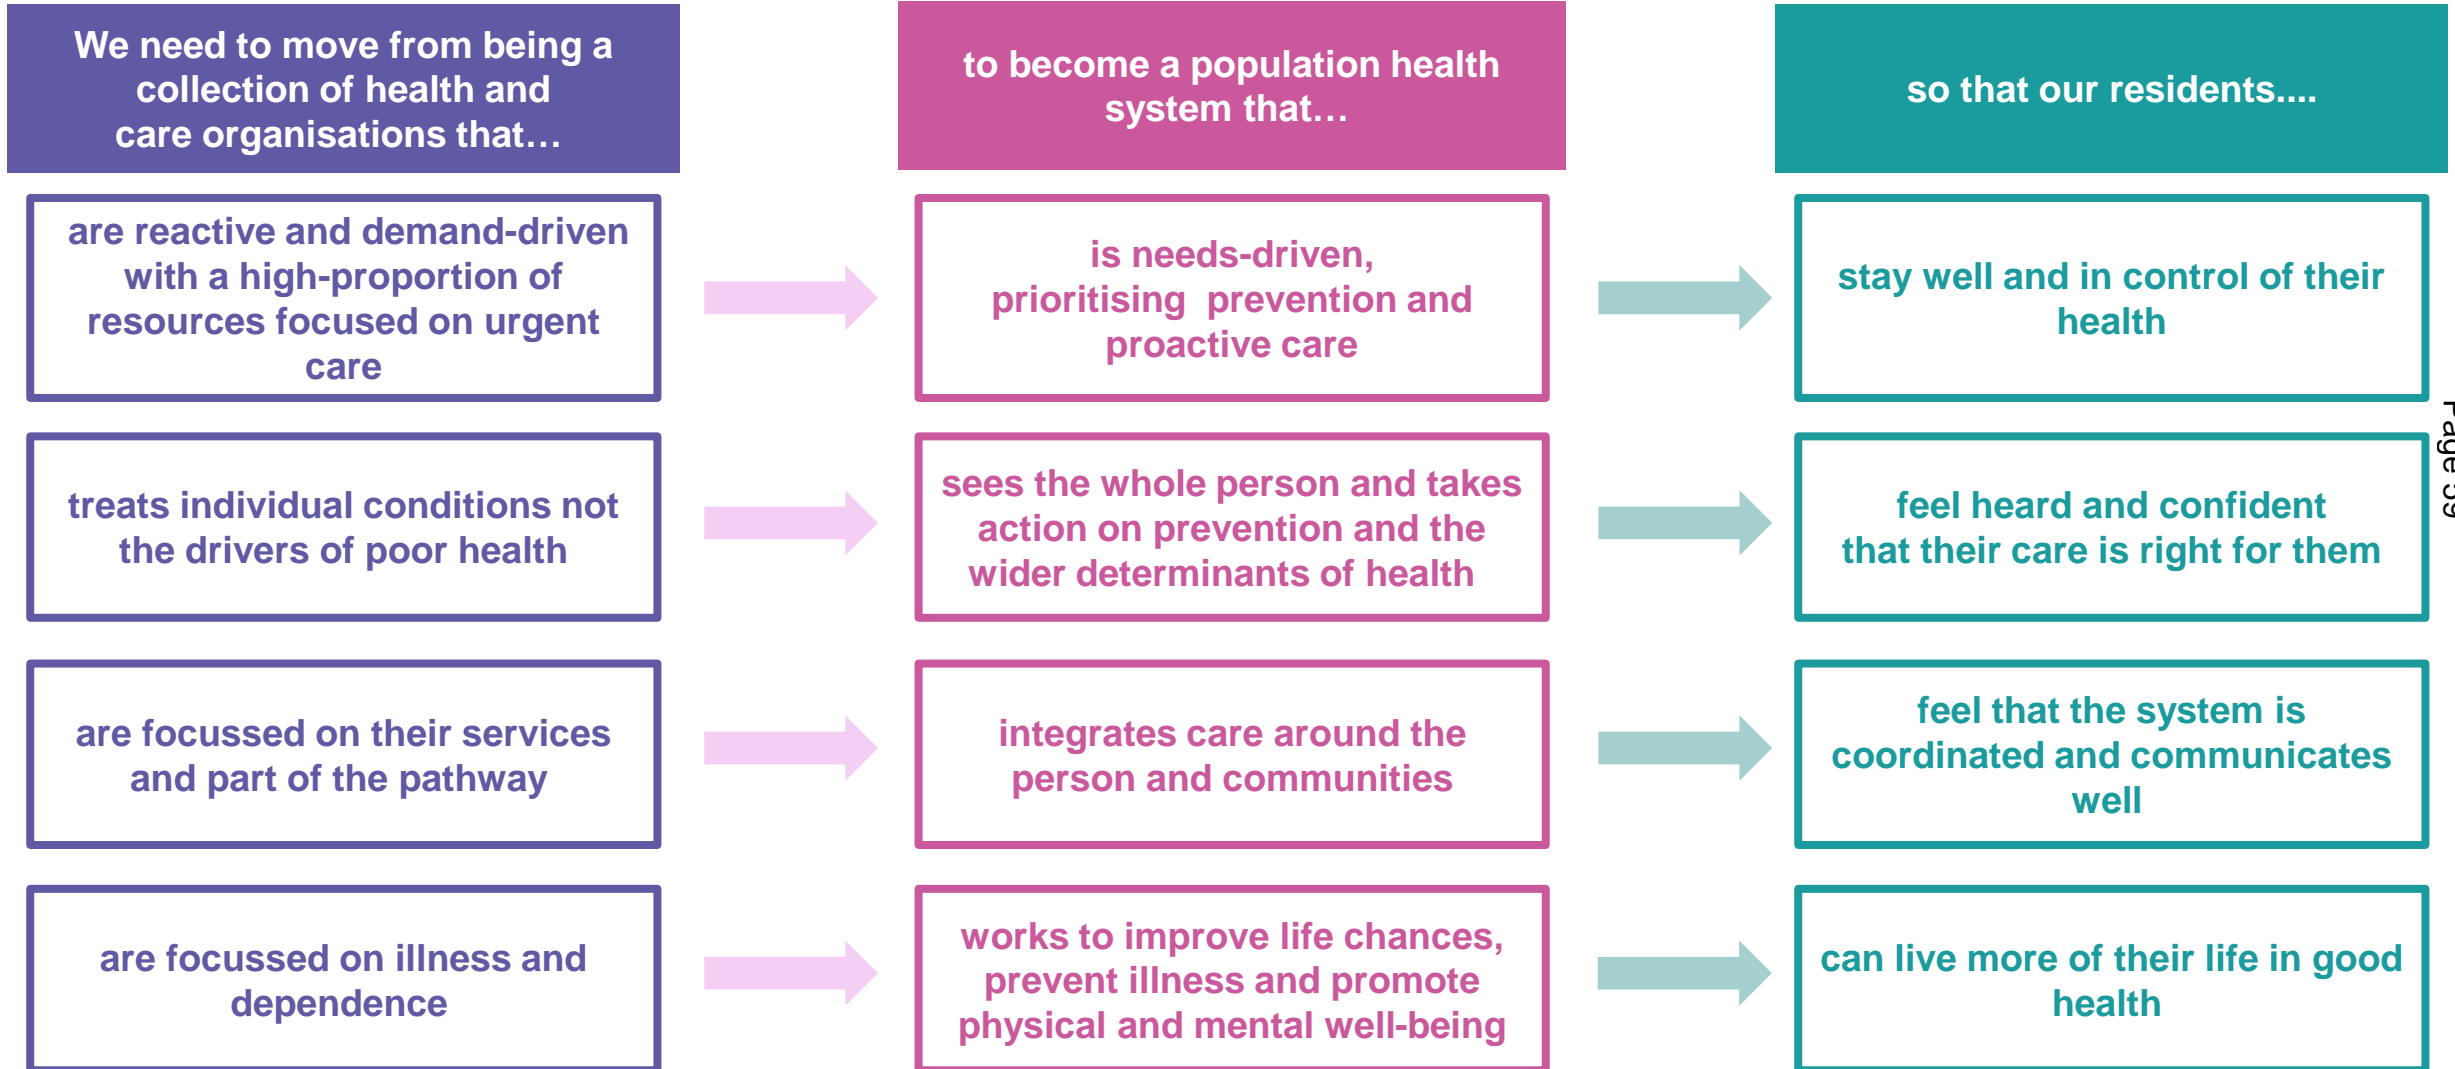 We need to move from being a
collection of health and
care organisations that…
to become a population health
system that…
so that our residents....
are reactive and demand-driven
with a high-proportion of
resources focused on urgent
care
is needs-driven,
prioritising  prevention and
proactive care
stay well and in control of their
health
treats individual conditions not
the drivers of poor health
sees the whole person and takes
action on prevention and the
wider determinants of health
feel heard and confident
that their care is right for them
are focussed on their services
and part of the pathway
integrates care around the
person and communities
feel that the system is
coordinated and communicates
well
are focussed on illness and
dependence
works to improve life chances,
prevent illness and promote
physical and mental well-being
can live more of their life in good
health
Page